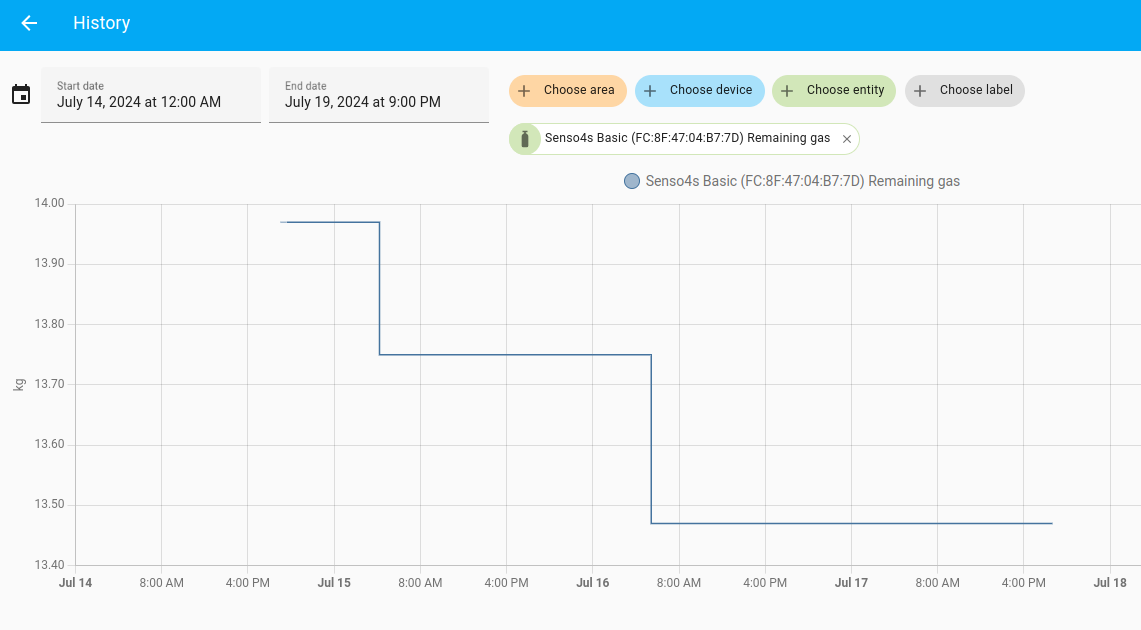 History
Start date
July 14, 2024 at 12:00 AM
End date
July 19, 2024 at 9:00 PM
Choose area
Choose device
Choose entity
Choose label
Senso4s Basic (FC:8F:47:04:B7:7D) Remaining gas
Senso4s Basic (FC:8F:47:04:B7:7D) Remaining gas
14.00
13.90
13.80
13.70
13.60
13.50
13.40
kg
Jul 14 8:00 AM 4:00 PM Jul 15 8:00 AM 4:00 PM Jul 16 8:00 AM 4:00 PM Jul 17 8:00 AM 4:00 PM Jul 18